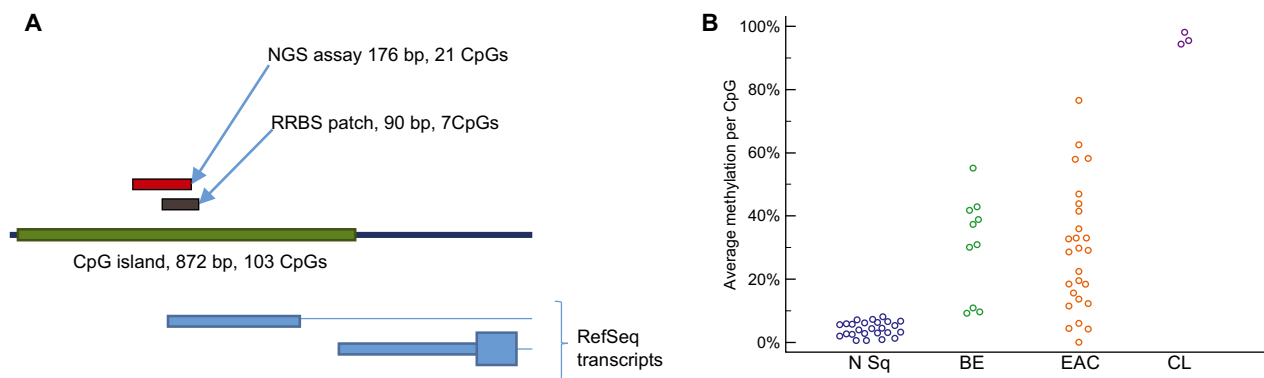 A
NGS assay 176 bp, 21 CpGs
RRBS patch, 90 bp, 7CpGs
CpG island, 872 bp, 103 CpGs
RefSeq
transcripts
B
Average methylation per CpG
100%
80%
60%
40%
20%
0%
N Sq
BE
EAC
CL